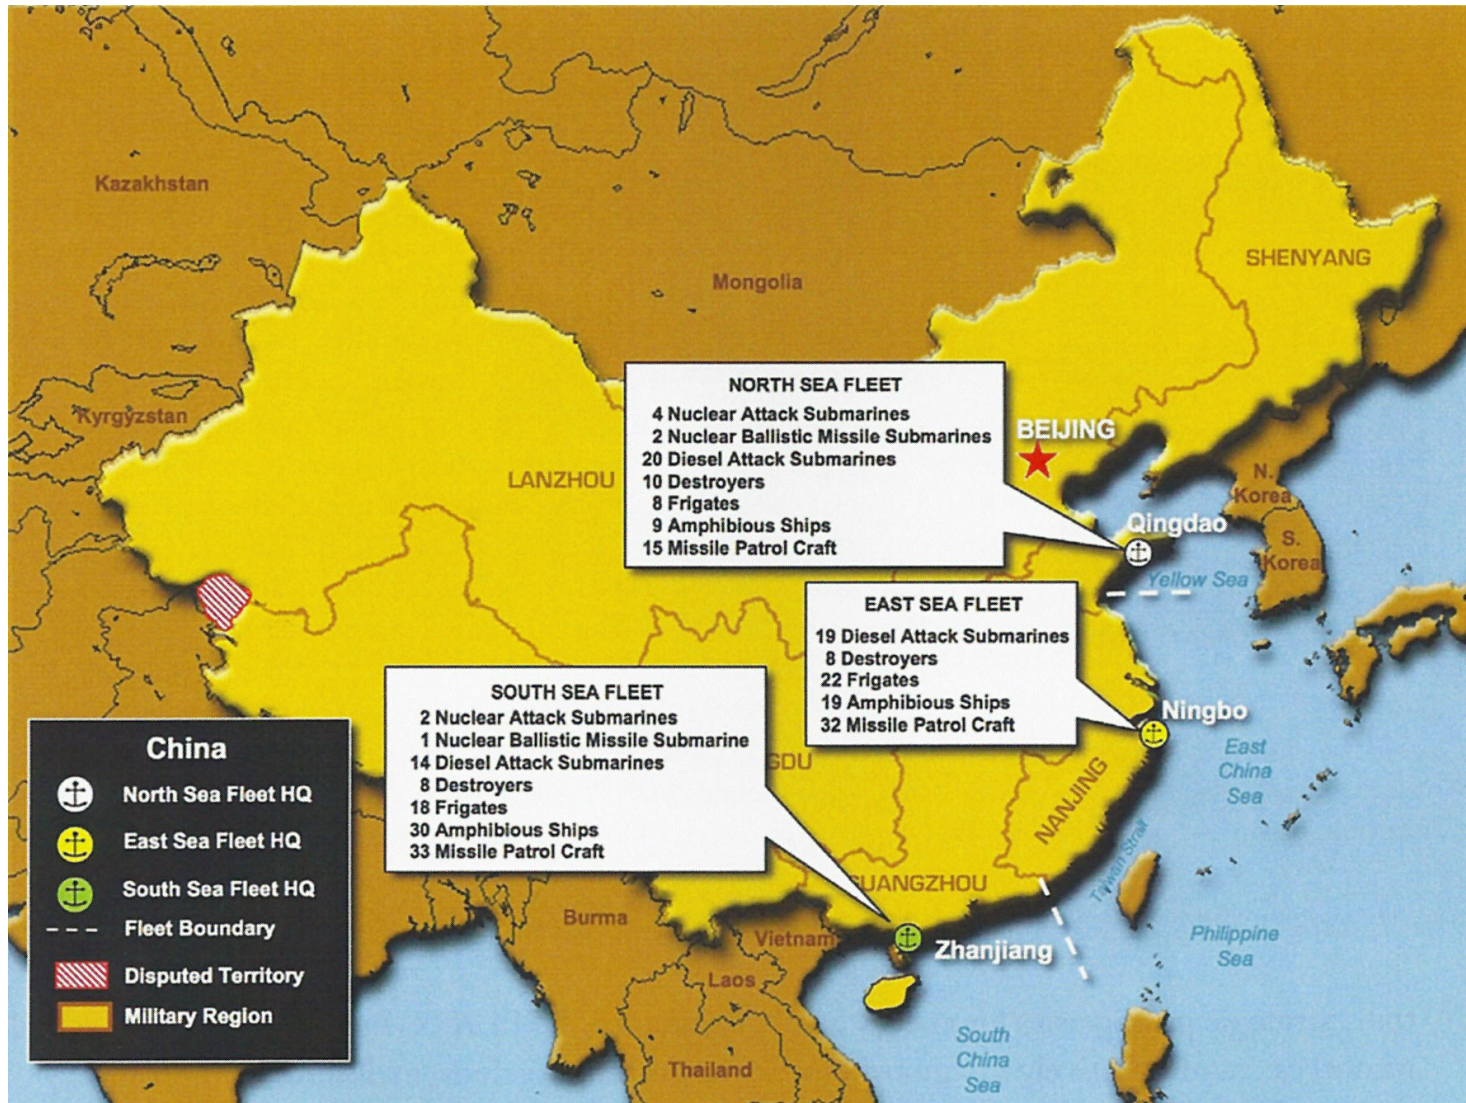 Kazakhstan
Mongolia
SHENYANG
Kyrgyzstan
LANZHOU
NORTH SEA FLEET
4 Nuclear Attack Submarines
2 Nuclear Ballistic Missile Submarines
20 Diesel Attack Submarines
10 Destroyers
8 Frigates
9 Amphibious Ships
15 Missile Patrol Craft
BEIJING
N.
Korea
S.
Korea
Qingdao
Yellow Sea
EAST SEA FLEET
19 Diesel Attack Submarines
8 Destroyers
22 Frigates
19 Amphibious Ships
32 Missile Patrol Craft
Ningbo
East
China
Sea
SOUTH SEA FLEET
2 Nuclear Attack Submarines
1 Nuclear Ballistic Missile Submarine
14 Diesel Attack Submarines
8 Destroyers
18 Frigates
30 Amphibious Ships
33 Missile Patrol Craft
GDU
NANJING
GUANGZHOU
Taiwan Strait
Philippine
Sea
Zhanjiang
Burma
Vietnam
Laos
Thailand
South
China
Sea
China
North Sea Fleet HQ
East Sea Fleet HQ
South Sea Fleet HQ
Fleet Boundary
Disputed Territory
Military Region